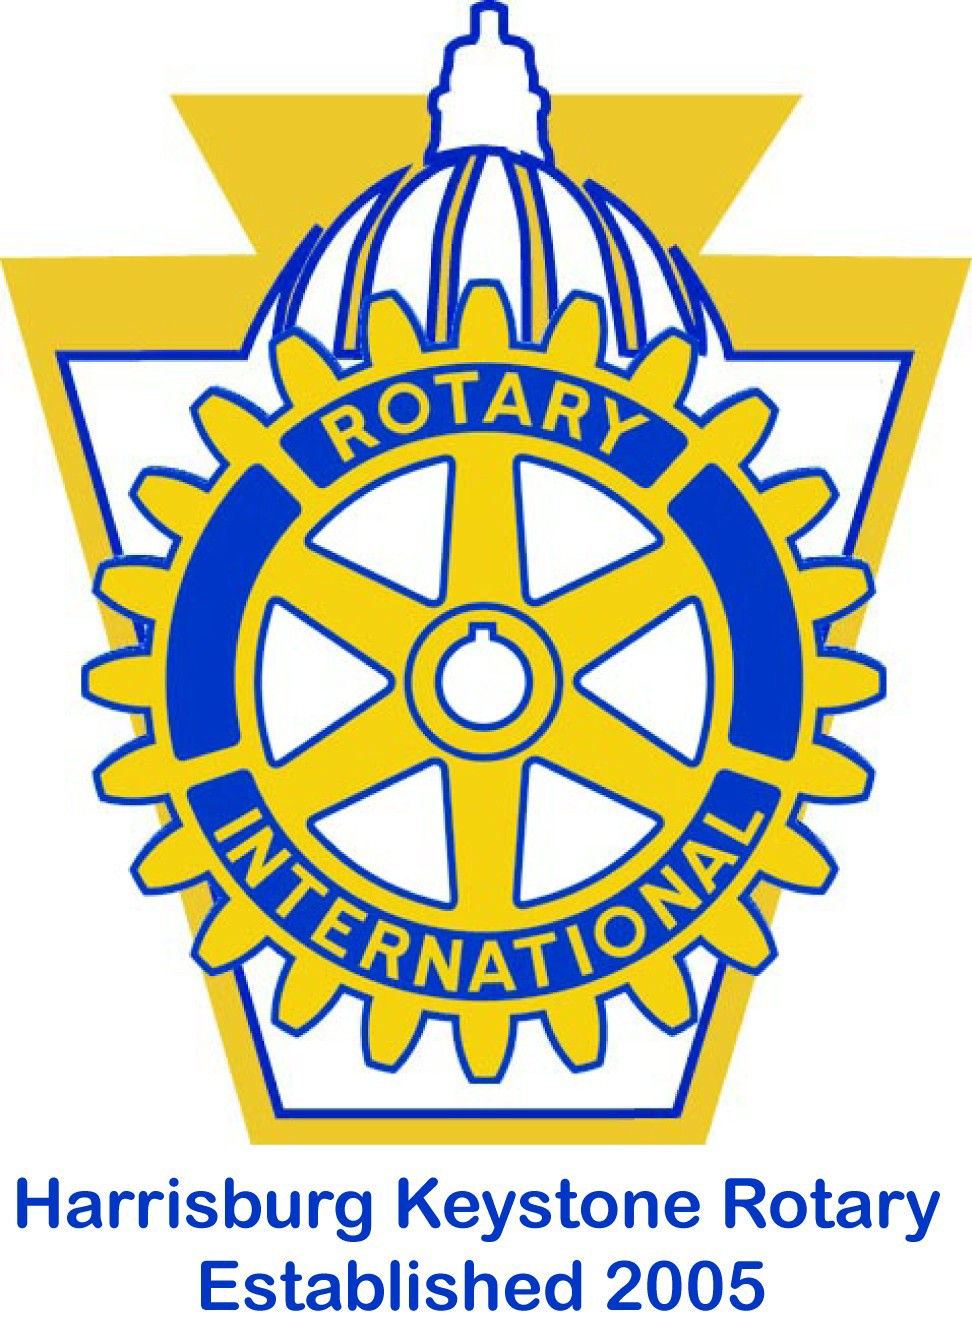 ROTARY
INTERNATIONAL
Harrisburg Keystone Rotary
Established 2005